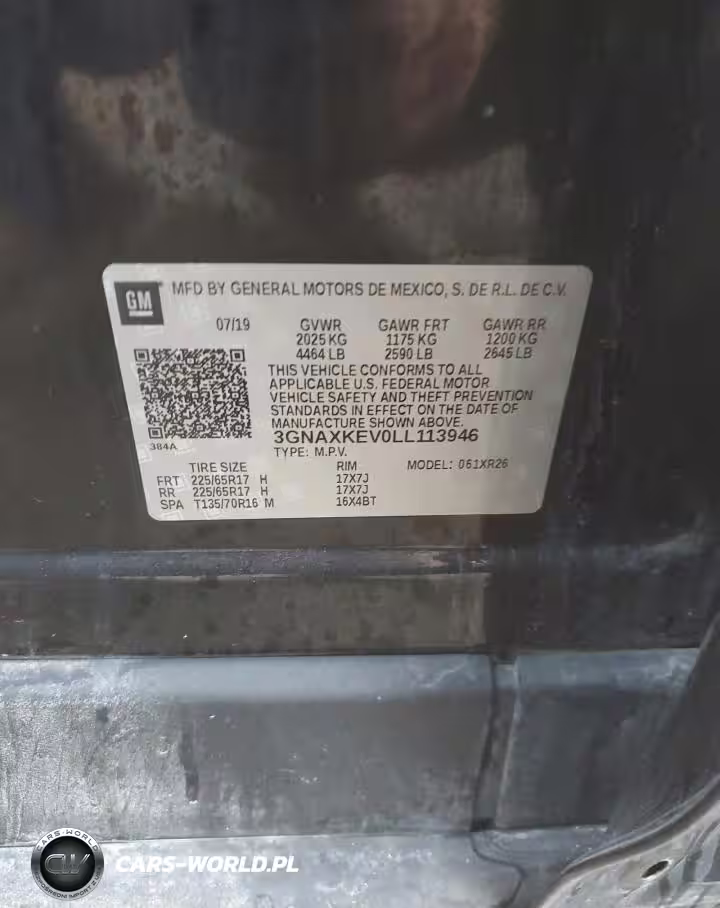 GM
MFD BY GENERAL MOTORS DE MEXICO, S. DE R.L. DE C.V.
07/19 GVWR GAWR FRT GAWR RR
2025 KG 1175 KG 1200 KG
4464 LB 2590 LB 2645 LB
THIS VEHICLE CONFORMS TO ALL
APPLICABLE U.S. FEDERAL MOTOR
VEHICLE SAFETY AND THEFT PREVENTION
STANDARDS IN EFFECT ON THE DATE OF
MANUFACTURE SHOWN ABOVE.
384A
3GNAXKEV0LL113946
TYPE: M.P.V. MODEL: 061XR26
TIRE SIZE RIM
FRT 225/65R17 H 17X7J
RR 225/65R17 H 17X7J
SPA T135/70R16 M 16X4BT
CARS-WORLD
CW
CARS-WORLD.PL